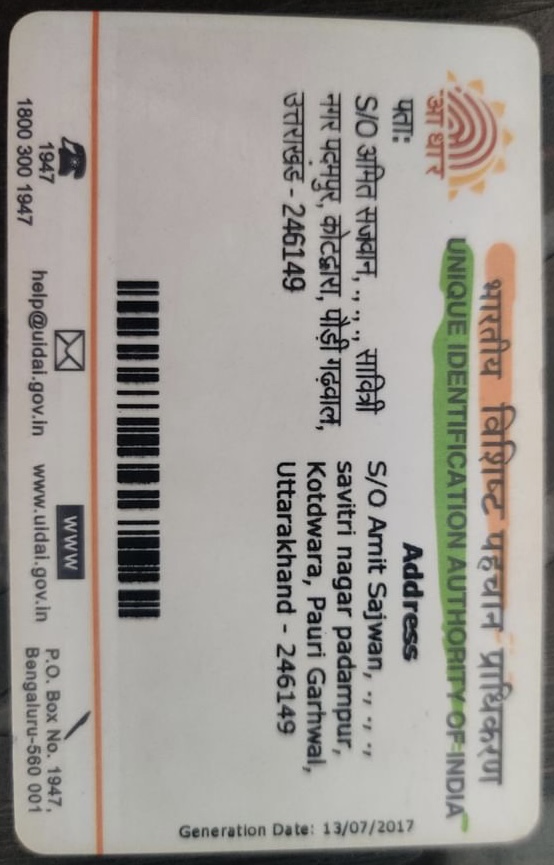 भारतीय विशिष्ट पहचान प्राधिकरण
UNIQUE IDENTIFICATION AUTHORITY OF INDIA
आधार
पता:
S/O अमित सजवान, ., ., ., सावित्री
नगर पदमपुर, कोटद्वारा, पौड़ी गढ़वाल,
उत्तराखंड - 246149
Address
S/O Amit Sajwan, ., ., .,
savitri nagar padampur,
Kotdwara, Pauri Garhwal,
Uttarakhand - 246149
Generation Date: 13/07/2017
1947
1800 300 1947
help@uidai.gov.in
WWW
www.uidai.gov.in
P.O. Box No. 1947,
Bengaluru-560 001